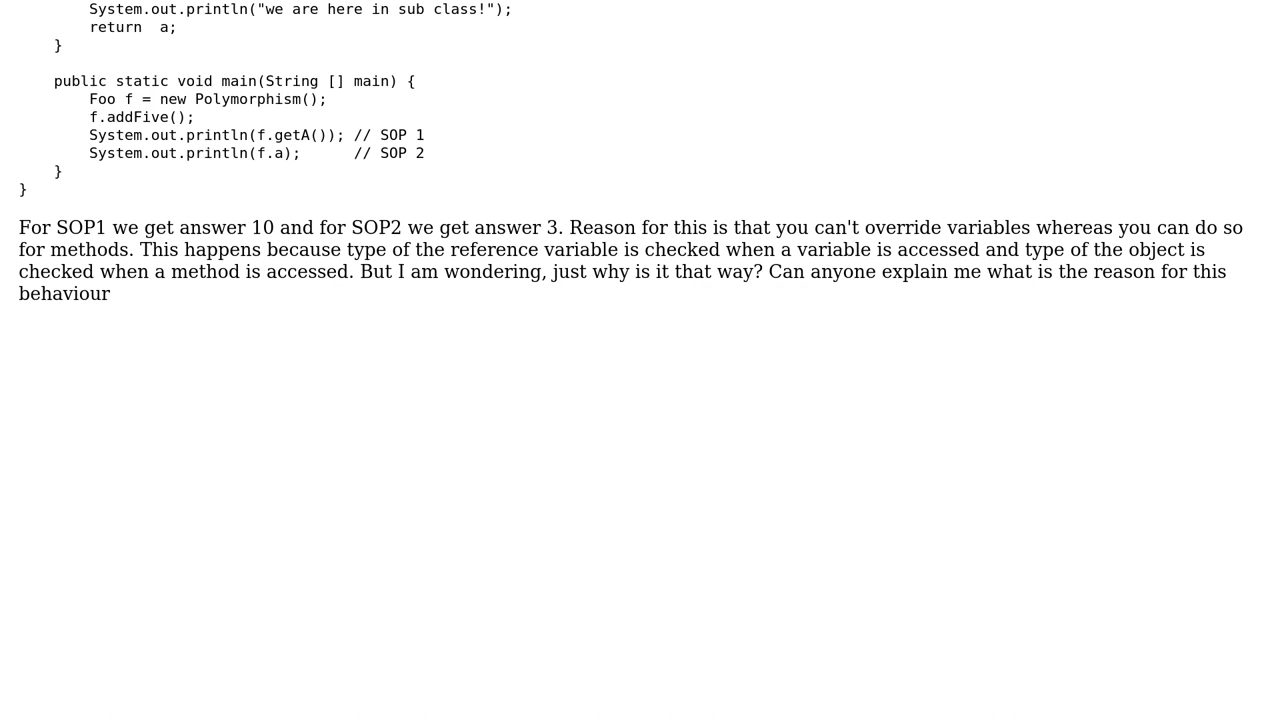 System.out.println("we are here in sub class!");
        return  a;
    }

    public static void main(String [] main) {
        Foo f = new Polymorphism();
        f.addFive();
        System.out.println(f.getA()); // SOP 1
        System.out.println(f.a);      // SOP 2
    }
}
For SOP1 we get answer 10 and for SOP2 we get answer 3. Reason for this is that you can't override variables whereas you can do so
for methods. This happens because type of the reference variable is checked when a variable is accessed and type of the object is
checked when a method is accessed. But I am wondering, just why is it that way? Can anyone explain me what is the reason for this
behaviour